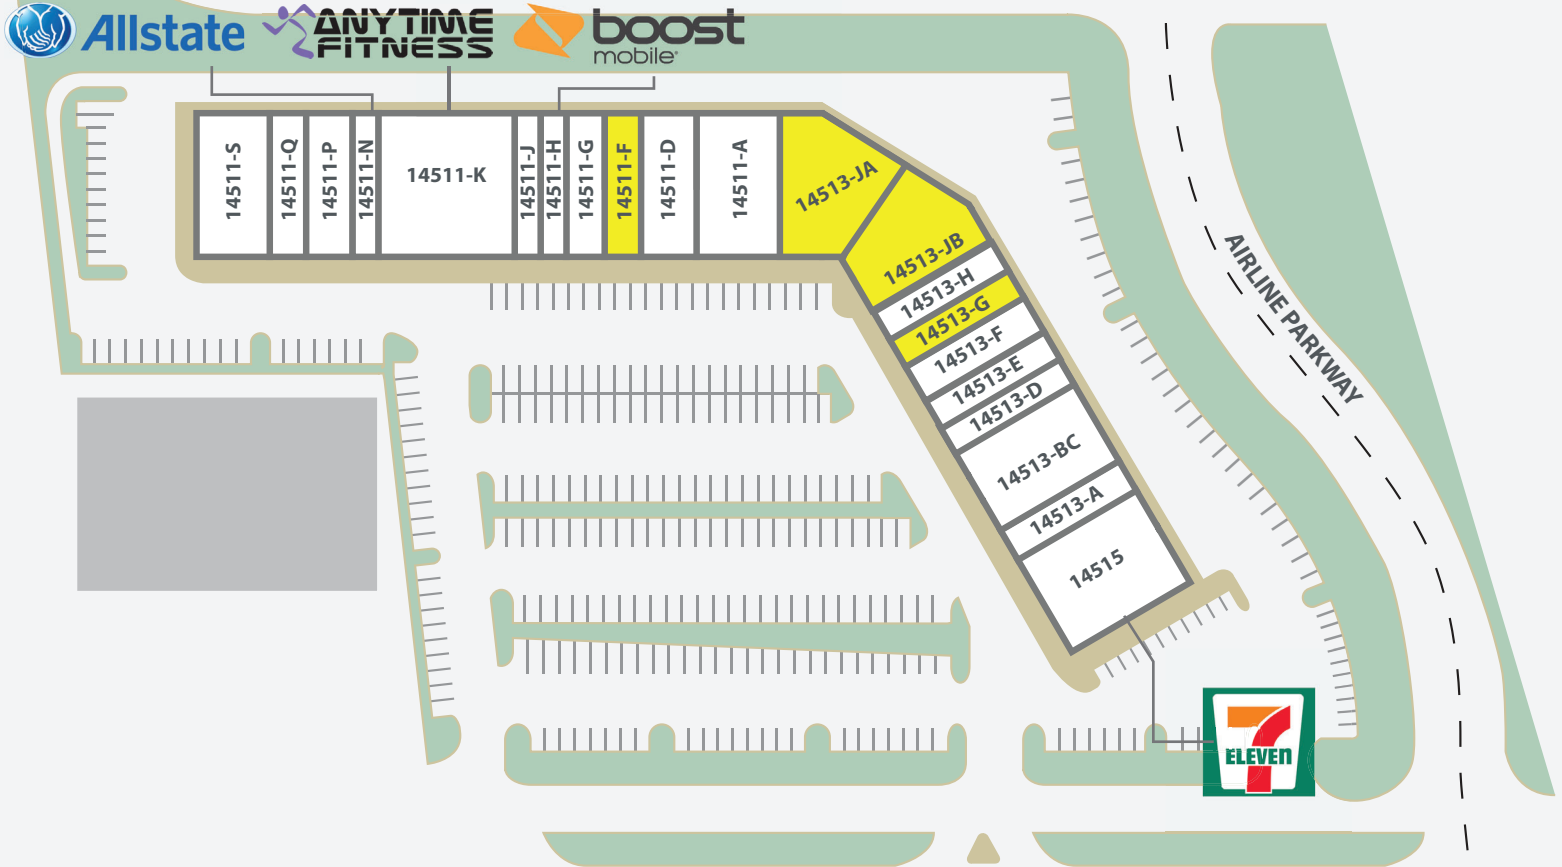 Allstate
ANYTIME
FITNESS
boost
mobile
14511-S
14511-Q
14511-P
14511-N
14511-K
14511-J
14511-H
14511-G
14511-F
14511-D
14511-A
14513-JA
14513-JB
14513-H
14513-G
14513-F
14513-E
14513-D
14513-BC
14513-A
14515
AIRLINE PARKWAY
7
ELEVEN